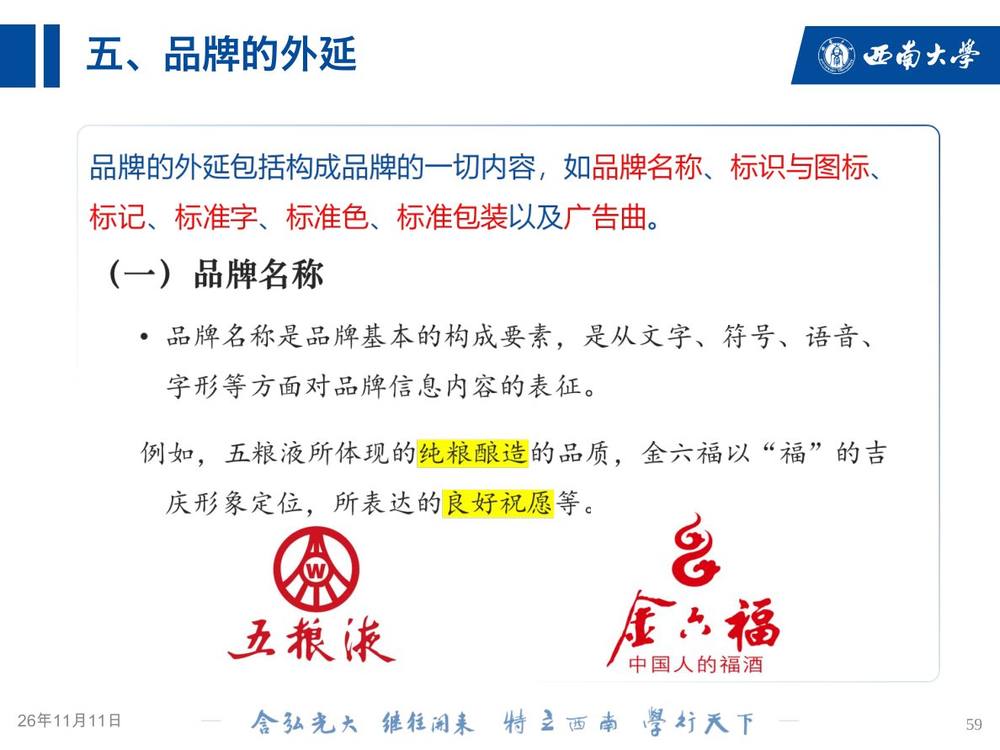 五、品牌的外延
西南大学
品牌的外延包括构成品牌的一切内容，如品牌名称、标识与图标、
标记、标准字、标准色、标准包装以及广告曲。
（一）品牌名称
• 品牌名称是品牌基本的构成要素，是从文字、符号、语音、
字形等方面对品牌信息内容的表征。
例如，五粮液所体现的纯粮酿造的品质，金六福以“福”的吉
庆形象定位，所表达的良好祝愿等。
W
五粮液
金六福
中国人的福酒
26年11月11日
含弘光大 继往开来 特立西南 学行天下
59